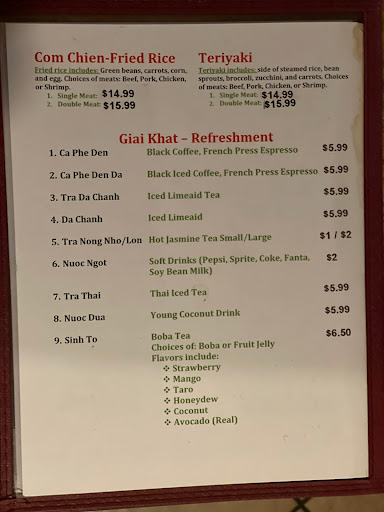 Com Chien-Fried Rice
Fried rice includes: Green beans, carrots, corn,
and egg. Choices of meats: Beef, Pork, Chicken,
or Shrimp.
1. Single Meat: $14.99
2. Double Meat: $15.99
Teriyaki
Teriyaki includes: side of steamed rice, bean
sprouts, broccoli, zucchini, and carrots. Choices
of meats: Beef, Pork, Chicken, or Shrimp.
1. Single Meat: $14.99
2. Double Meat: $15.99
Giai Khat – Refreshment
1. Ca Phe Den Black Coffee, French Press Espresso $5.99
2. Ca Phe Den Da Black Iced Coffee, French Press Espresso $5.99
3. Tra Da Chanh Iced Limeaid Tea $5.99
4. Da Chanh Iced Limeaid $5.99
5. Tra Nong Nho/Lon Hot Jasmine Tea Small/Large $1 / $2
6. Nuoc Ngot Soft Drinks (Pepsi, Sprite, Coke, Fanta, $2
Soy Bean Milk)
7. Tra Thai Thai Iced Tea $5.99
8. Nuoc Dua Young Coconut Drink $5.99
9. Sinh To Boba Tea $6.50
Choices of: Boba or Fruit Jelly
Flavors include:
❖ Strawberry
❖ Mango
❖ Taro
❖ Honeydew
❖ Coconut
❖ Avocado (Real)